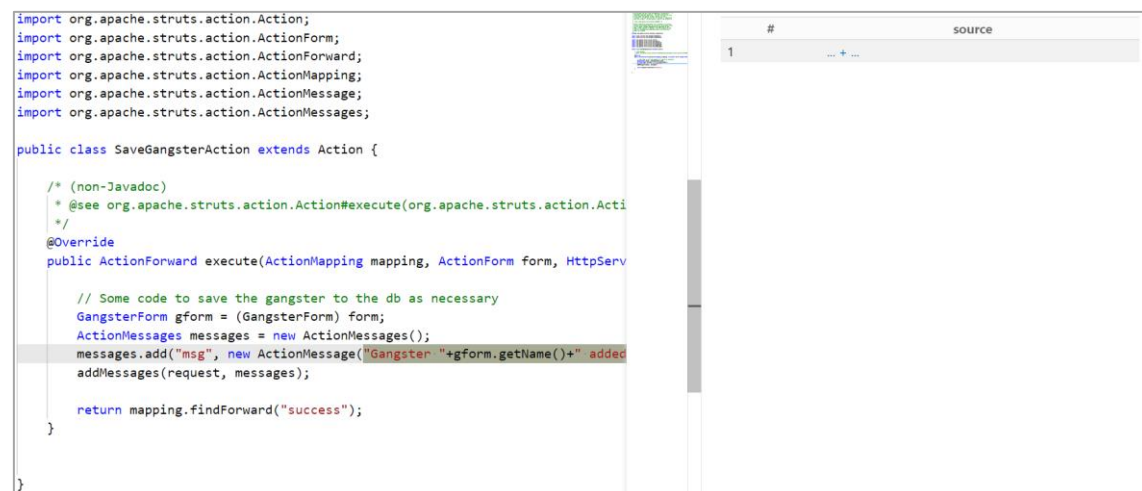 import org.apache.struts.action.Action;
import org.apache.struts.action.ActionForm;
import org.apache.struts.action.ActionForward;
import org.apache.struts.action.ActionMapping;
import org.apache.struts.action.ActionMessage;
import org.apache.struts.action.ActionMessages;
public class SaveGangsterAction extends Action {
/* (non-Javadoc)
* @see org.apache.struts.action.Action#execute(org.apache.struts.action.Acti
*/
@Override
public ActionForward execute(ActionMapping mapping, ActionForm form, HttpServ
// Some code to save the gangster to the db as necessary
GangsterForm gform = (GangsterForm) form;
ActionMessages messages = new ActionMessages();
messages.add("msg", new ActionMessage("Gangster "+gform.getName()+" added
addMessages(request, messages);
return mapping.findForward("success");
}
}
# source
1 ... + ...